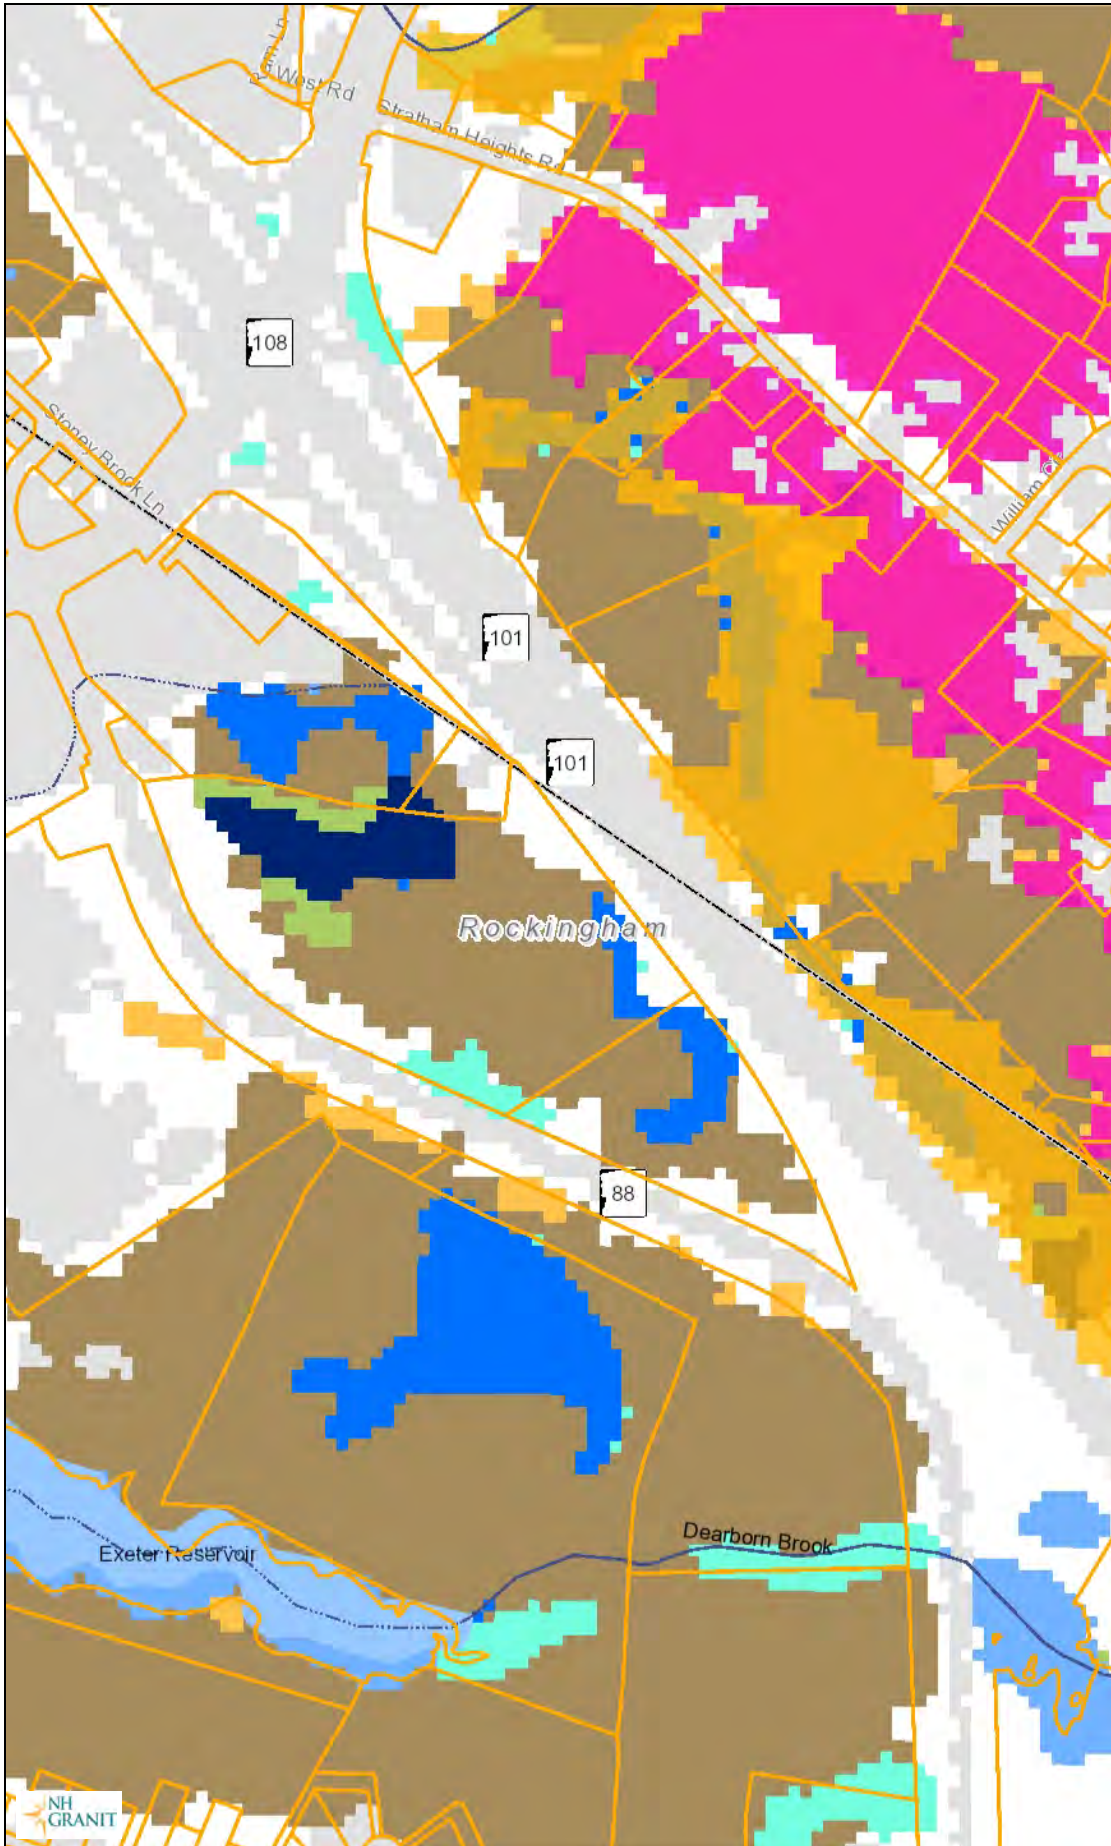 Ram Ln
West Rd
Stratham Heights Rd
108
Stoney Brook Ln
William Cir
101
101
Rockingham
88
Dearborn Brook
Exeter Reservoir
NH
GRANIT